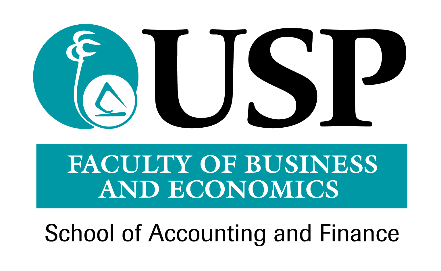 USP
FACULTY OF BUSINESS
AND ECONOMICS
School of Accounting and Finance